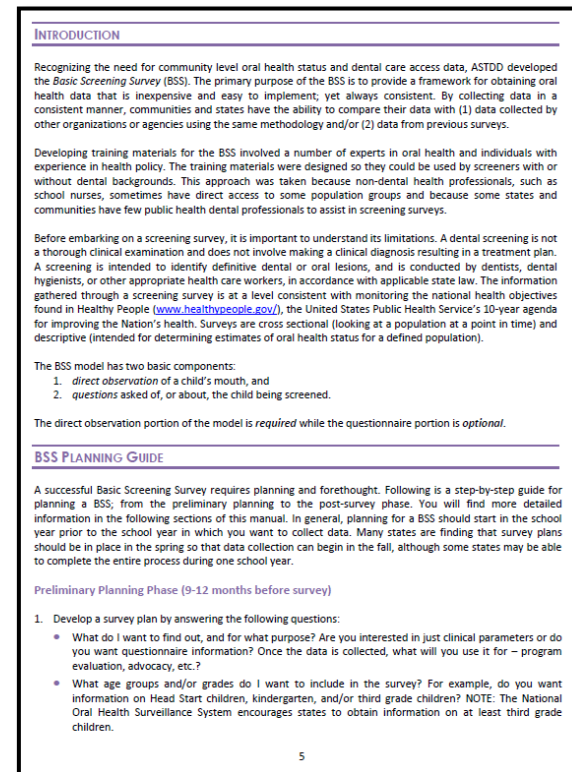 INTRODUCTION
Recognizing the need for community level oral health status and dental care access data, ASTDD developed
the Basic Screening Survey (BSS). The primary purpose of the BSS is to provide a framework for obtaining oral
health data that is inexpensive and easy to implement; yet always consistent. By collecting data in a
consistent manner, communities and states have the ability to compare their data with (1) data collected by
other organizations or agencies using the same methodology and/or (2) data from previous surveys.
Developing training materials for the BSS involved a number of experts in oral health and individuals with
experience in health policy. The training materials were designed so they could be used by screeners with or
without dental backgrounds. This approach was taken because non-dental health professionals, such as
school nurses, sometimes have direct access to some population groups and because some states and
communities have few public health dental professionals to assist in screening surveys.
Before embarking on a screening survey, it is important to understand its limitations. A dental screening is not
a thorough clinical examination and does not involve making a clinical diagnosis resulting in a treatment plan.
A screening is intended to identify definitive dental or oral lesions, and is conducted by dentists, dental
hygienists, or other appropriate health care workers, in accordance with applicable state law. The information
gathered through a screening survey is at a level consistent with monitoring the national health objectives
found in Healthy People (www.healthypeople.gov/), the United States Public Health Service's 10-year agenda
for improving the Nation's health. Surveys are cross sectional (looking at a population at a point in time) and
descriptive (intended for determining estimates of oral health status for a defined population).
The BSS model has two basic components:
1. direct observation of a child's mouth, and
2. questions asked of, or about, the child being screened.
The direct observation portion of the model is required while the questionnaire portion is optional.
BSS PLANNING GUIDE
A successful Basic Screening Survey requires planning and forethought. Following is a step-by-step guide for
planning a BSS; from the preliminary planning to the post-survey phase. You will find more detailed
information in the following sections of this manual. In general, planning for a BSS should start in the school
year prior to the school year in which you want to collect data. Many states are finding that survey plans
should be in place in the spring so that data collection can begin in the fall, although some states may be able
to complete the entire process during one school year.
Preliminary Planning Phase (9-12 months before survey)
1. Develop a survey plan by answering the following questions:
• What do I want to find out, and for what purpose? Are you interested in just clinical parameters or do
you want questionnaire information? Once the data is collected, what will you use it for – program
evaluation, advocacy, etc.?
• What age groups and/or grades do I want to include in the survey? For example, do you want
information on Head Start children, kindergarten, and/or third grade children? NOTE: The National
Oral Health Surveillance System encourages states to obtain information on at least third grade
children.
5